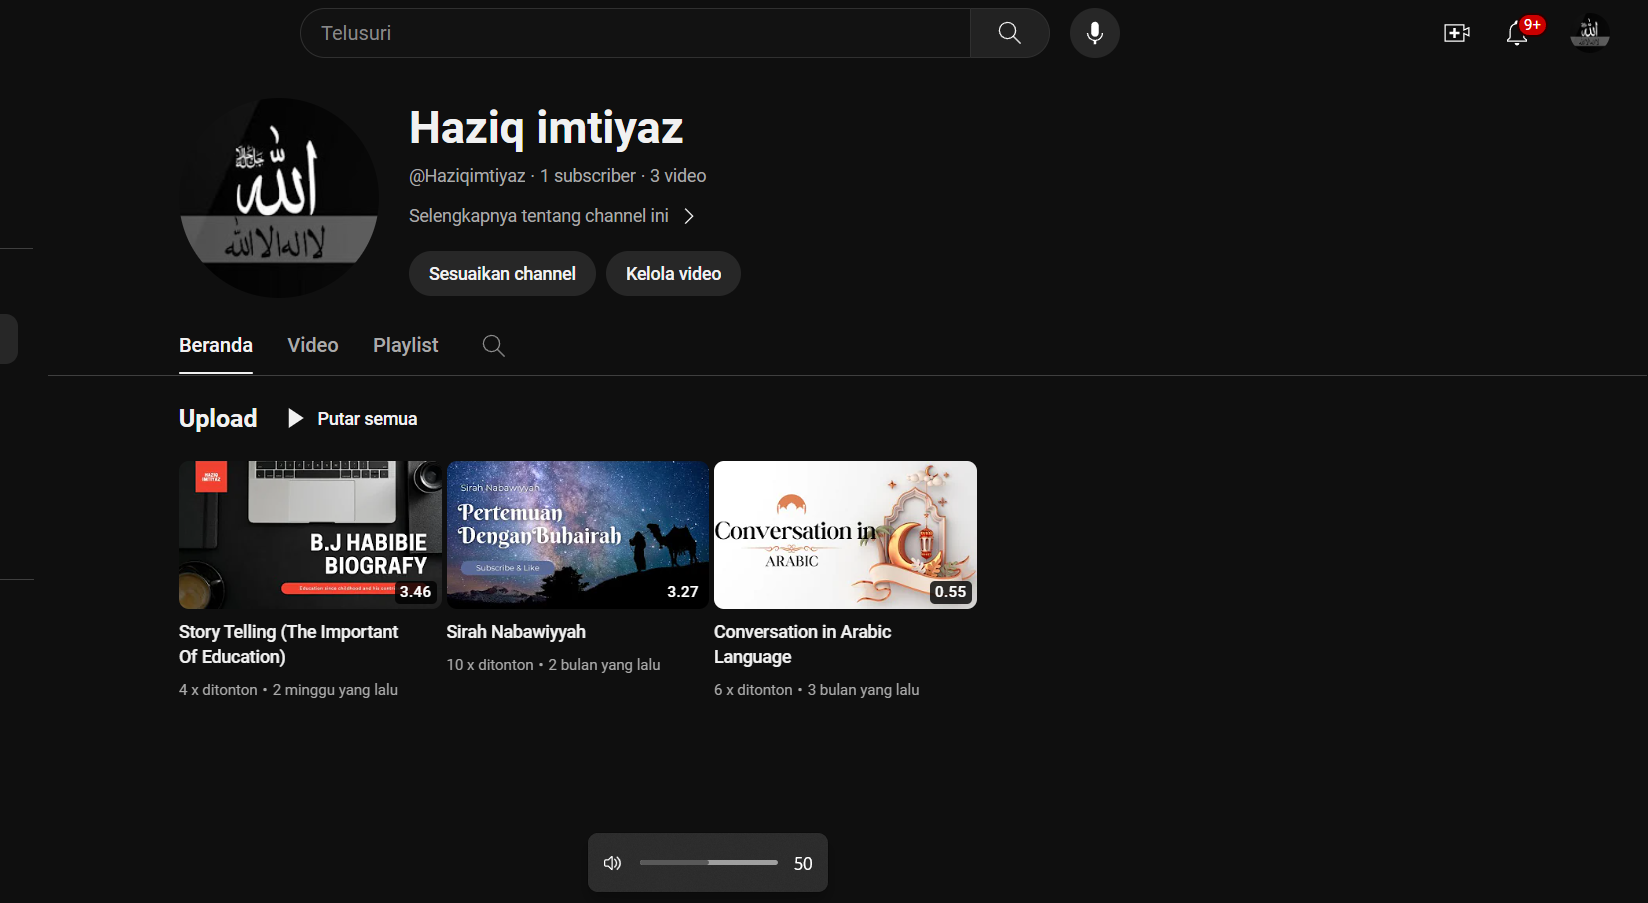 Telusuri
9+
الله
جل جلاله
لا اله الا الله
Haziq imtiyaz
@Haziqimtiyaz · 1 subscriber · 3 video
Selengkapnya tentang channel ini
Sesuaikan channel
Kelola video
Beranda
Video
Playlist
Upload
Putar semua
HAZIQ
IMTIYAZ
B.J HABIBIE
BIOGRAFY
Education since childhood and his
3.46
Story Telling (The Important
Of Education)
4 x ditonton • 2 minggu yang lalu
Sirah Nabawiyyah
Pertemuan
Dengan Buhairah
Subscribe & Like
3.27
Sirah Nabawiyyah
10 x ditonton • 2 bulan yang lalu
Conversation in
ARABIC
0.55
Conversation in Arabic
Language
6 x ditonton • 3 bulan yang lalu
50